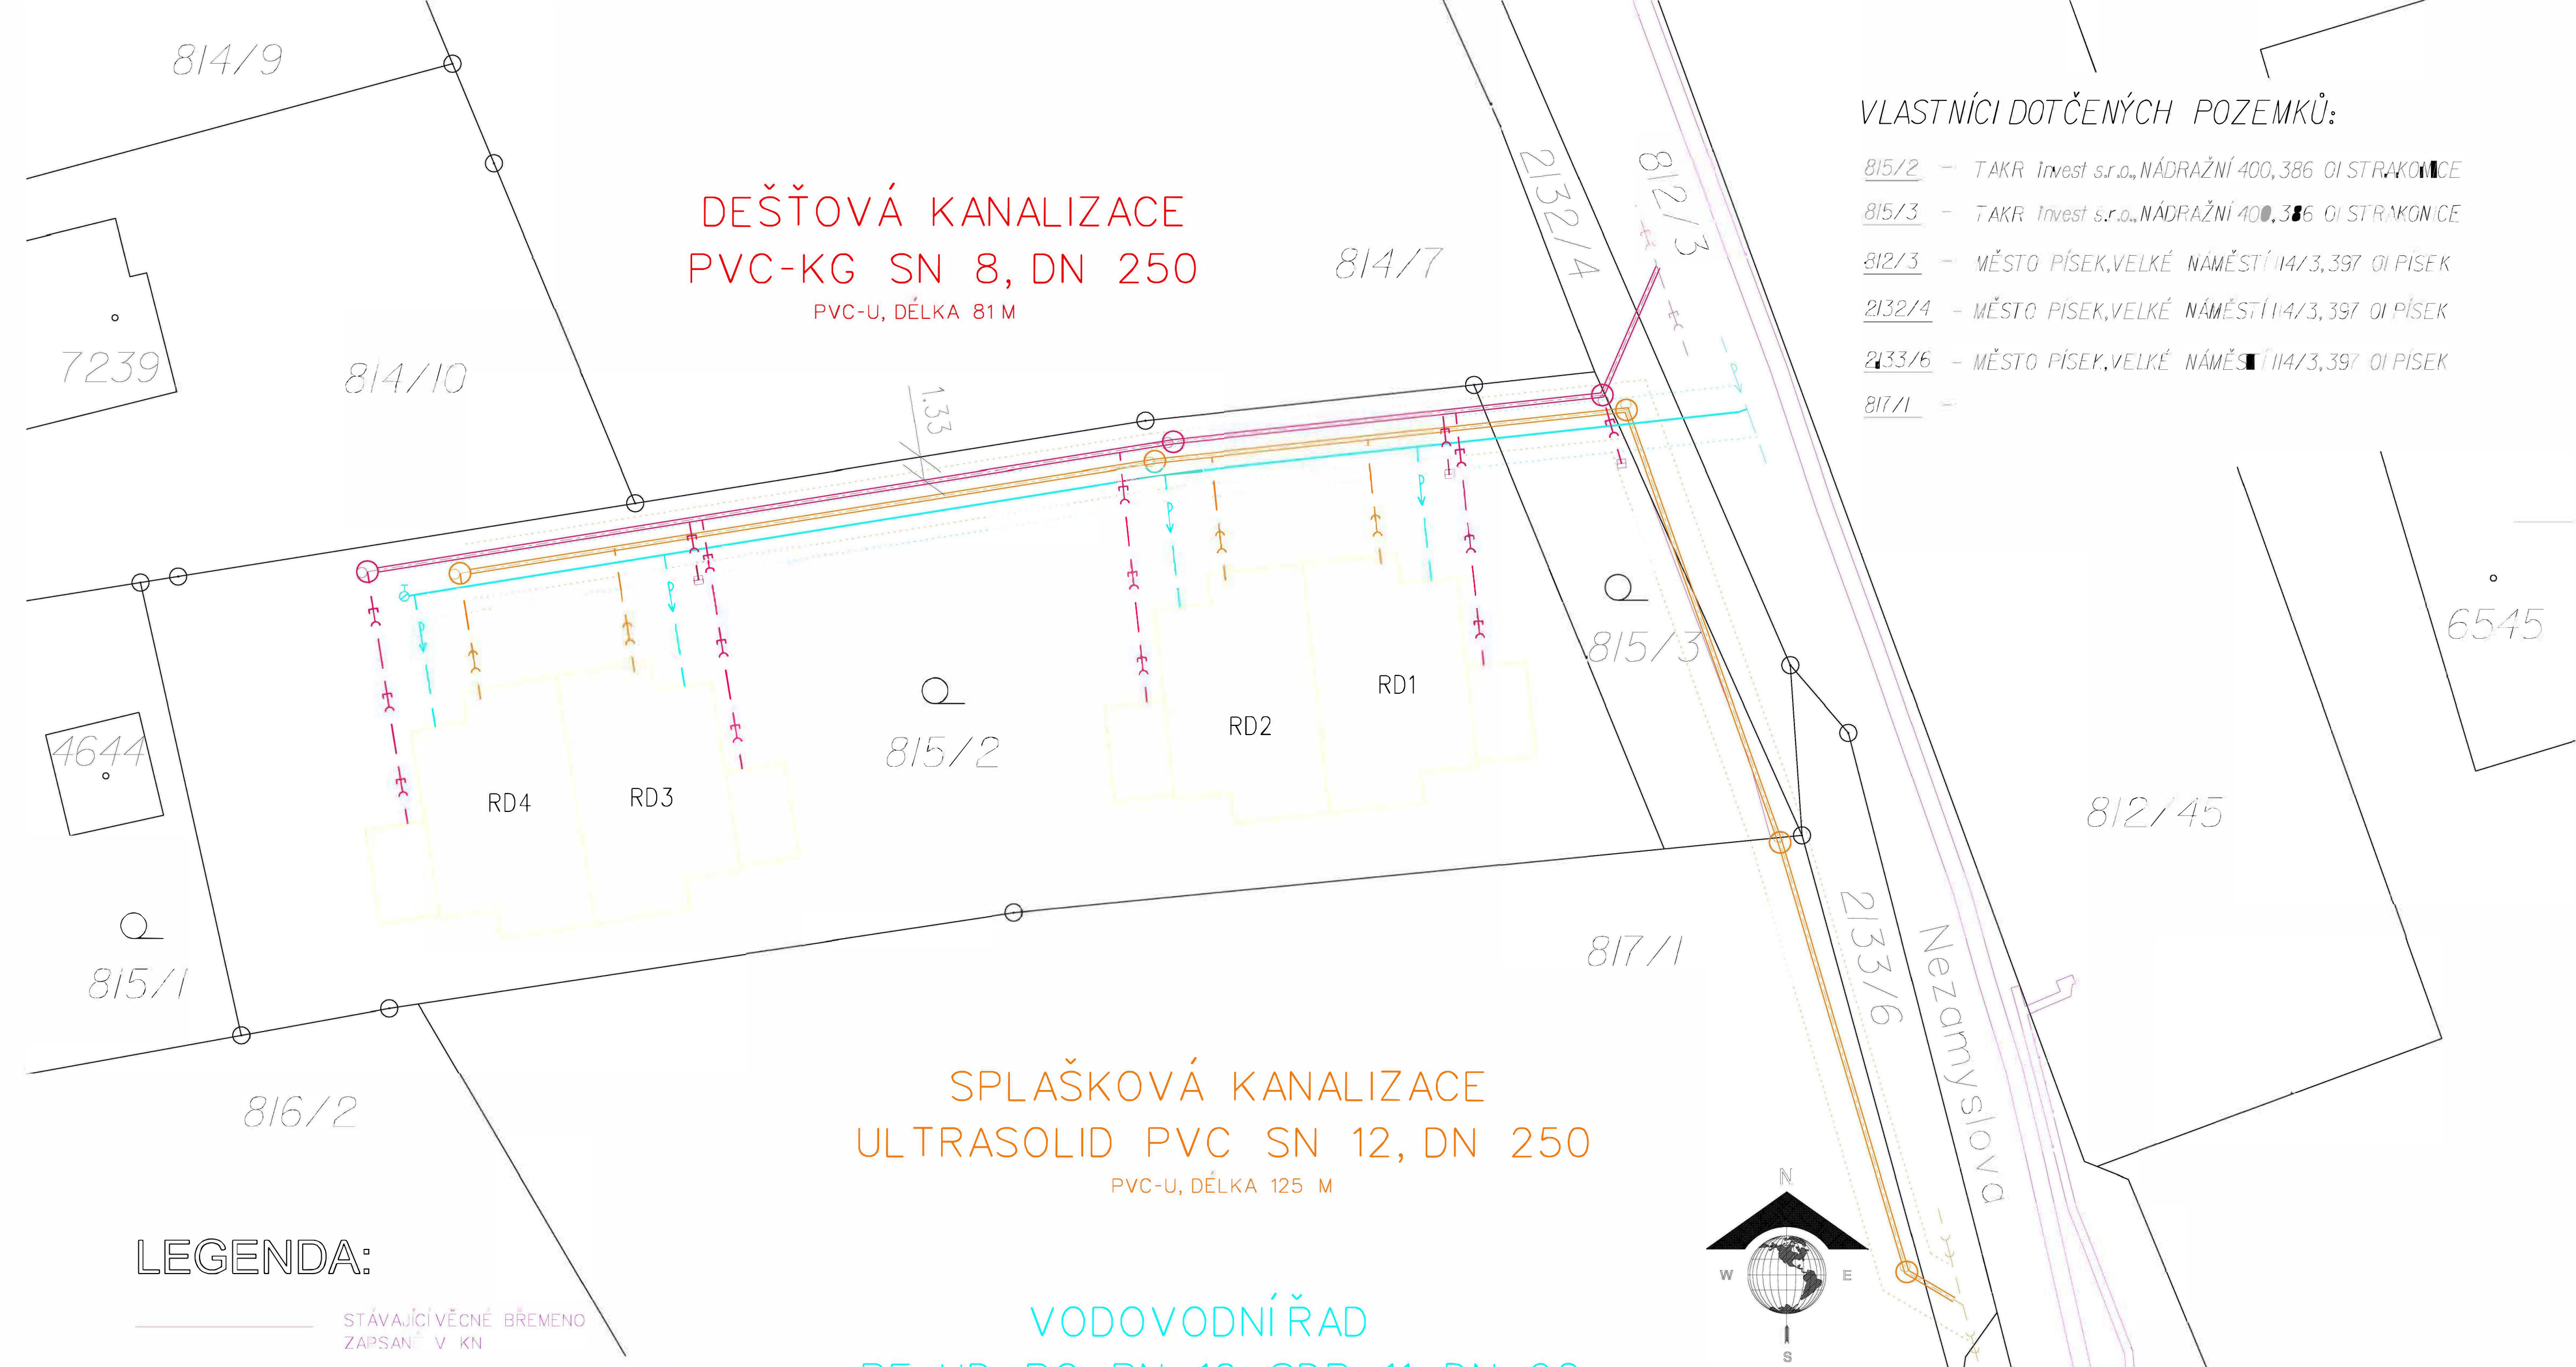 814/9
VLASTNÍCI DOTČENÝCH POZEMKŮ:
815/2 - TAKR invest s.r.o., NÁDRAŽNÍ 400, 386 01 STRAKONICE
815/3 - TAKR invest s.r.o., NÁDRAŽNÍ 400, 386 01 STRAKONICE
812/3 - MĚSTO PÍSEK, VELKÉ NÁMĚSTÍ 114/3, 397 01 PÍSEK
2132/4 - MĚSTO PÍSEK, VELKÉ NÁMĚSTÍ 114/3, 397 01 PÍSEK
2133/6 - MĚSTO PÍSEK, VELKÉ NÁMĚSTÍ 114/3, 397 01 PÍSEK
817/1 -
DEŠŤOVÁ KANALIZACE
PVC-KG SN 8, DN 250
PVC-U, DÉLKA 81 M
2132/4
812/3
814/7
7239
814/10
1.33
815/3
6545
RD1
RD2
815/2
4644
RD4
RD3
812/45
815/1
817/1
2133/6
Nezamyslova
816/2
SPLAŠKOVÁ KANALIZACE
ULTRASOLID PVC SN 12, DN 250
PVC-U, DÉLKA 125 M
N
W
E
S
LEGENDA:
STÁVAJÍCÍ VĚCNÉ BŘEMENO
ZAPSANÉ V KN
VODOVODNÍ ŘAD